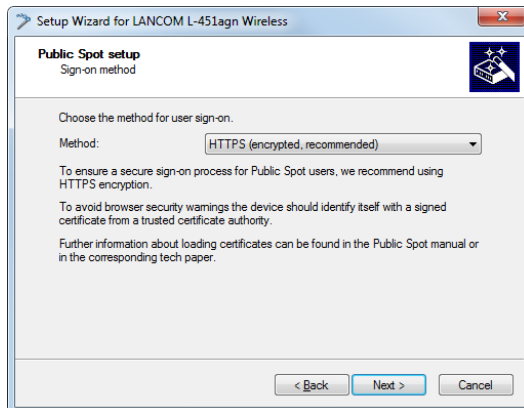 Setup Wizard for LANCOM L-451agn Wireless
Public Spot setup
Sign-on method
Choose the method for user sign-on.
Method: HTTPS (encrypted, recommended)
To ensure a secure sign-on process for Public Spot users, we recommend using
HTTPS encryption.
To avoid browser security warnings the device should identify itself with a signed
certificate from a trusted certificate authority.
Further information about loading certificates can be found in the Public Spot manual or
in the corresponding tech paper.
< Back Next > Cancel